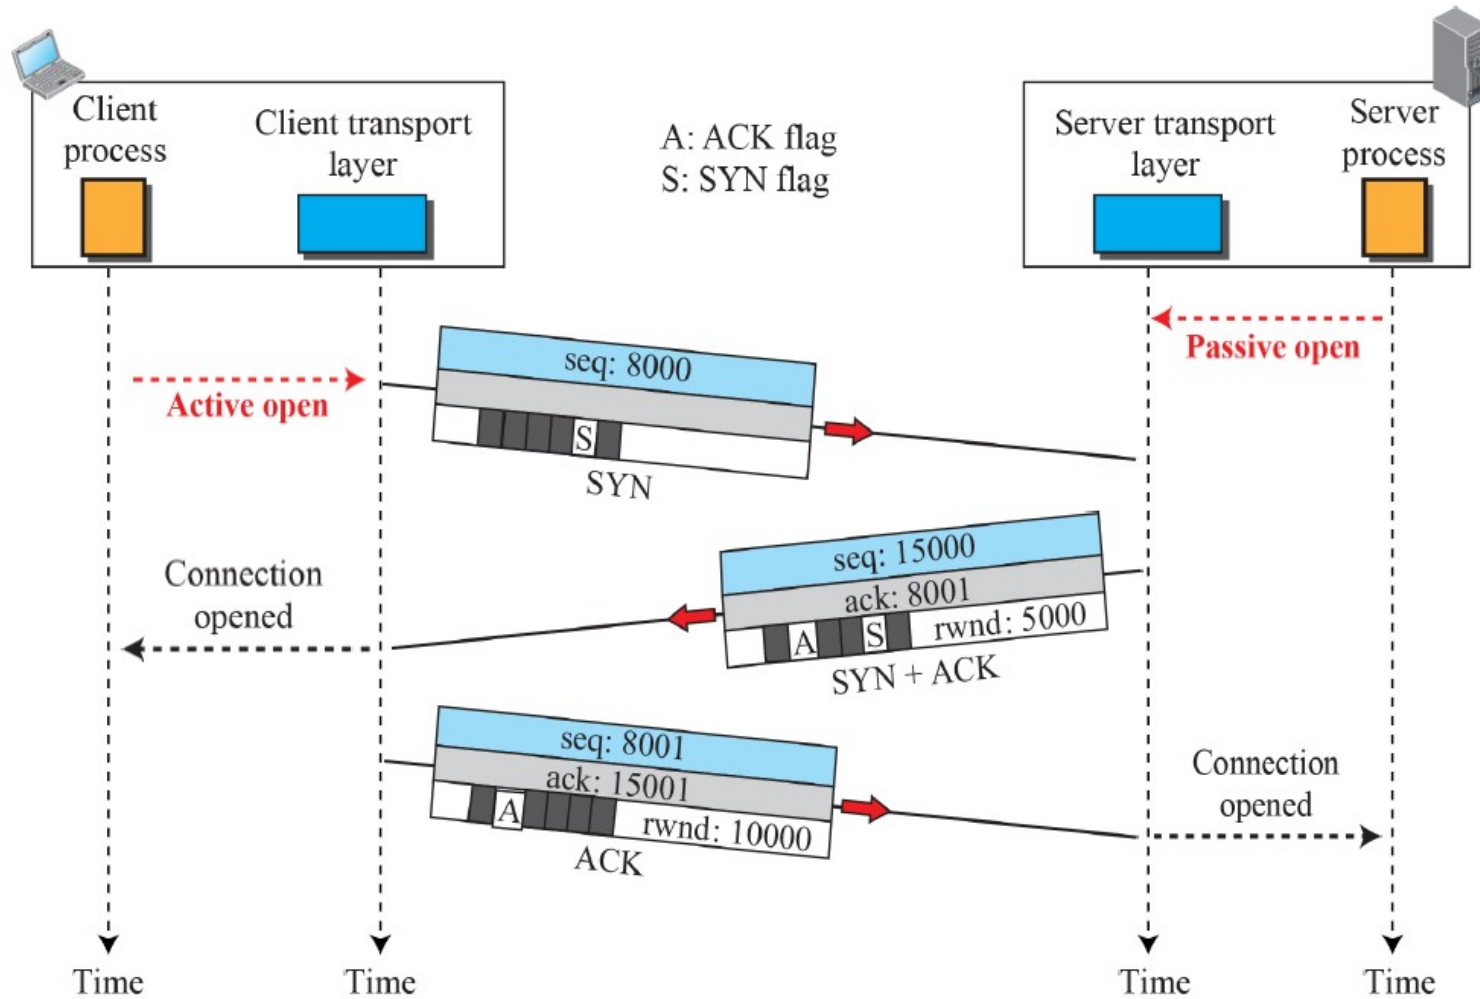 Client
process
Client transport
layer
A: ACK flag
S: SYN flag
Server transport
layer
Server
process
Passive open
Active open
seq: 8000
S
SYN
seq: 15000
ack: 8001
A S rwnd: 5000
SYN + ACK
Connection
opened
seq: 8001
ack: 15001
A rwnd: 10000
ACK
Connection
opened
Time
Time
Time
Time